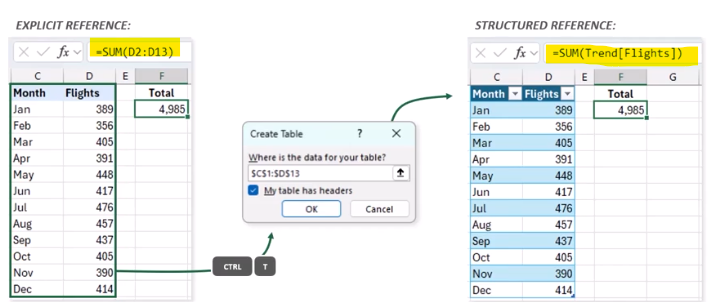 EXPLICIT REFERENCE:
fx =SUM(D2:D13)
C D E F
Month Flights Total
Jan 389 4,985
Feb 356
Mar 405
Apr 391
May 448
Jun 417
Jul 476
Aug 457
Sep 437
Oct 405
Nov 390
Dec 414
Create Table ?
Where is the data for your table?
$C$1:$D$13
My table has headers
OK Cancel
CTRL T
STRUCTURED REFERENCE:
fx =SUM(Trend[Flights])
C D E F G
Month Flights Total
Jan 389 4,985
Feb 356
Mar 405
Apr 391
May 448
Jun 417
Jul 476
Aug 457
Sep 437
Oct 405
Nov 390
Dec 414